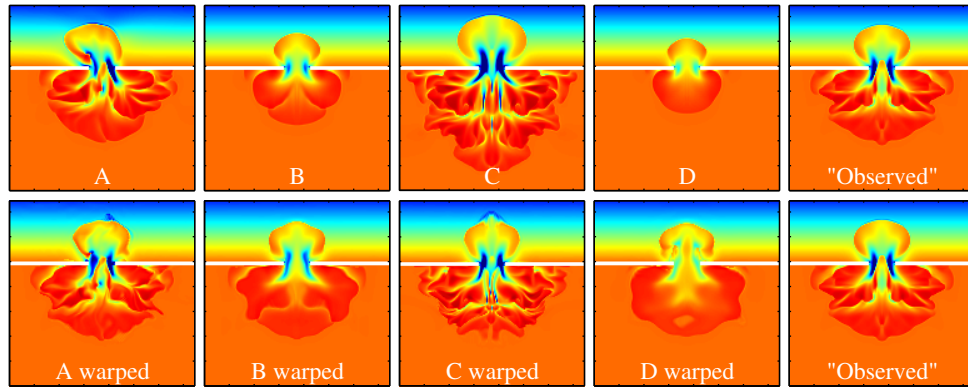 A
B
C
D
"Observed"
A warped
B warped
C warped
D warped
"Observed"